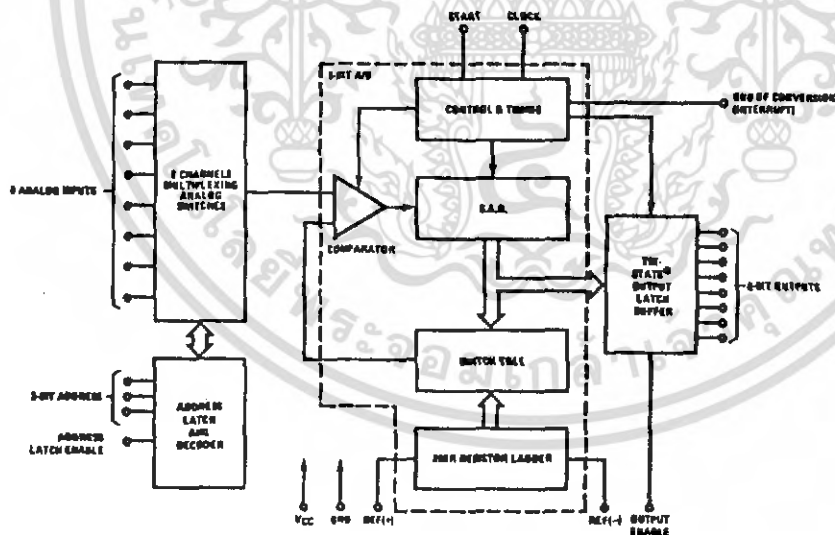 START
CLOCK
8-BIT A/D
CONTROL & TIMING
END OF CONVERSION
(INTERRUPT)
8 ANALOG INPUTS
8 CHANNELS
MULTIPLEXING
ANALOG
SWITCHES
COMPARATOR
S.A.R.
TRI-
STATE®
OUTPUT
LATCH
BUFFER
8-BIT OUTPUTS
SWITCH TREE
3-BIT ADDRESS
ADDRESS
LATCH
AND
DECODER
ADDRESS
LATCH ENABLE
256R RESISTOR LADDER
VCC
GND
REF(+)
REF(−)
OUTPUT
ENABLE